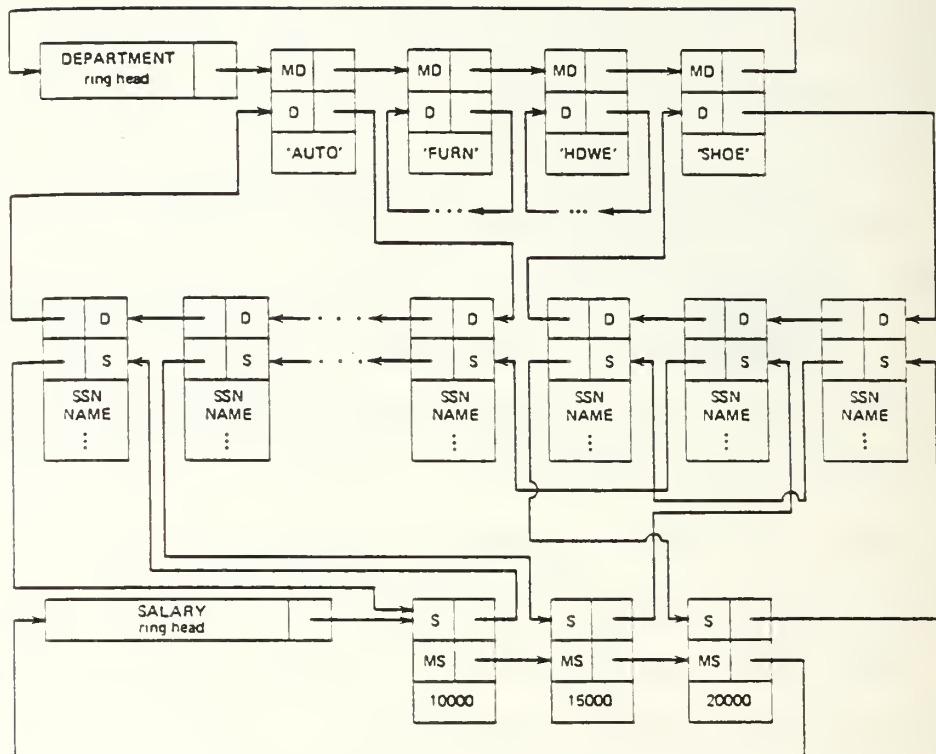 DEPARTMENT
ring head
MD MD MD MD
D D D D
'AUTO' 'FURN' 'HDWE' 'SHOE'
. . . ...
D D . . . D D D D
S S . . . S S S S
SSN SSN SSN SSN SSN SSN
NAME NAME NAME NAME NAME NAME
⋮ ⋮ ⋮ ⋮ ⋮ ⋮
SALARY
ring head
S S S
MS MS MS
10000 15000 20000